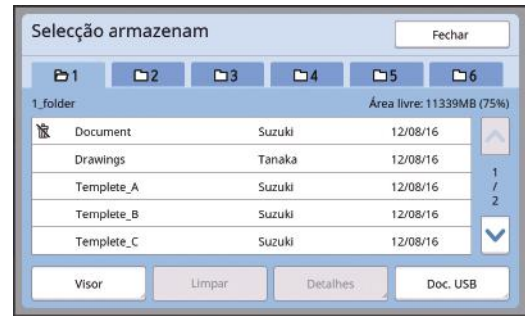 Selecção armazenam
Fechar
1 2 3 4 5 6
1_folder Área livre: 11339MB (75%)
Document Suzuki 12/08/16
Drawings Tanaka 12/08/16
Templete_A Suzuki 12/08/16
Templete_B Suzuki 12/08/16
Templete_C Suzuki 12/08/16
1
/
2
Visor Limpar Detalhes Doc. USB